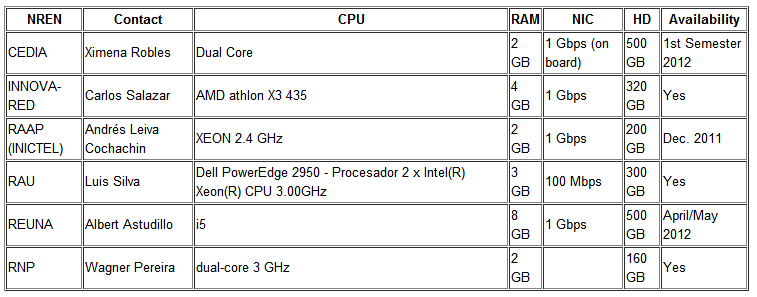 NREN Contact CPU RAM NIC HD Availability
CEDIA Ximena Robles Dual Core 2 GB 1 Gbps (on board) 500 GB 1st Semester 2012
INNOVA-RED Carlos Salazar AMD athlon X3 435 4 GB 1 Gbps 320 GB Yes
RAAP (INICTEL) Andrés Leiva Cochachin XEON 2.4 GHz 2 GB 1 Gbps 200 GB Dec. 2011
RAU Luis Silva Dell PowerEdge 2950 - Procesador 2 x Intel(R) Xeon(R) CPU 3.00GHz 3 GB 100 Mbps 300 GB Yes
REUNA Albert Astudillo i5 8 GB 1 Gbps 500 GB April/May 2012
RNP Wagner Pereira dual-core 3 GHz 2 GB 160 GB Yes